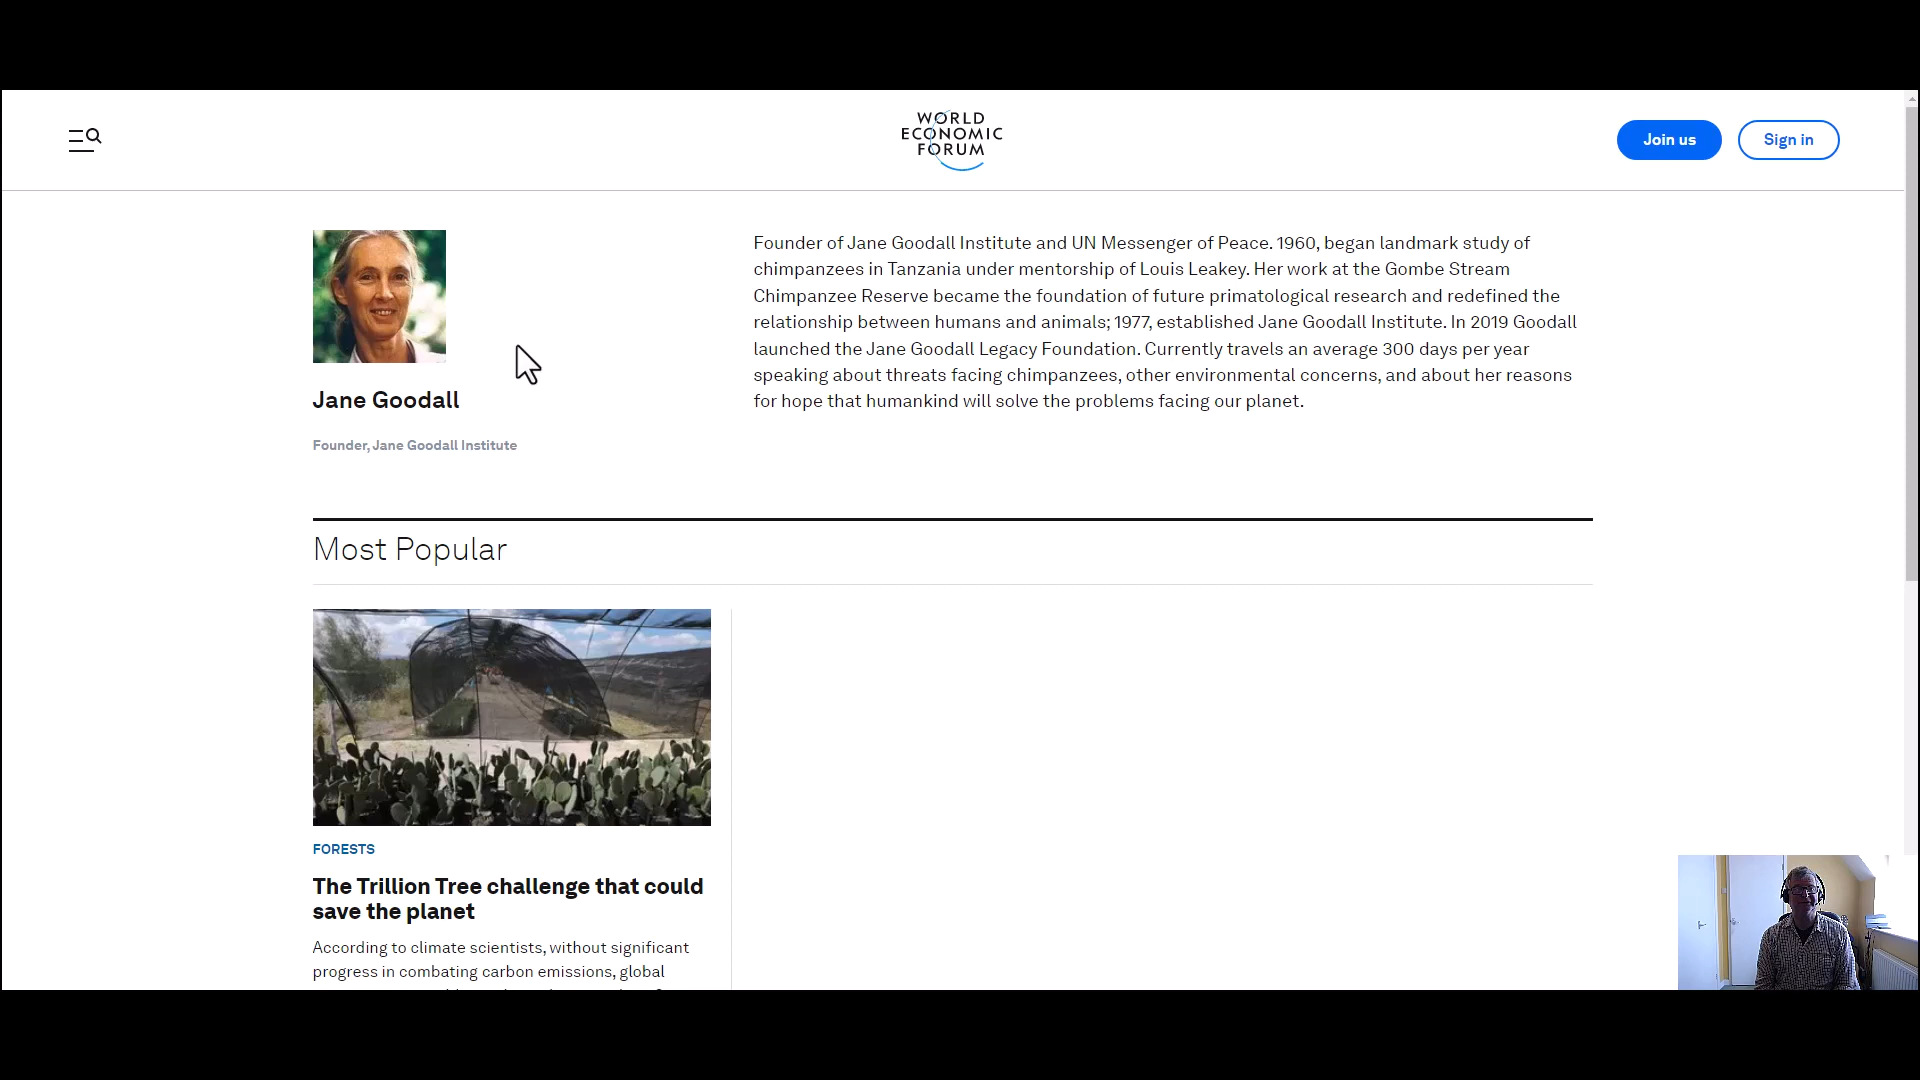 WORLD
ECONOMIC
FORUM
Join us
Sign in
Founder of Jane Goodall Institute and UN Messenger of Peace. 1960, began landmark study of
chimpanzees in Tanzania under mentorship of Louis Leakey. Her work at the Gombe Stream
Chimpanzee Reserve became the foundation of future primatological research and redefined the
relationship between humans and animals; 1977, established Jane Goodall Institute. In 2019 Goodall
launched the Jane Goodall Legacy Foundation. Currently travels an average 300 days per year
speaking about threats facing chimpanzees, other environmental concerns, and about her reasons
for hope that humankind will solve the problems facing our planet.
Jane Goodall
Founder, Jane Goodall Institute
Most Popular
FORESTS
The Trillion Tree challenge that could
save the planet
According to climate scientists, without significant
progress in combating carbon emissions, global